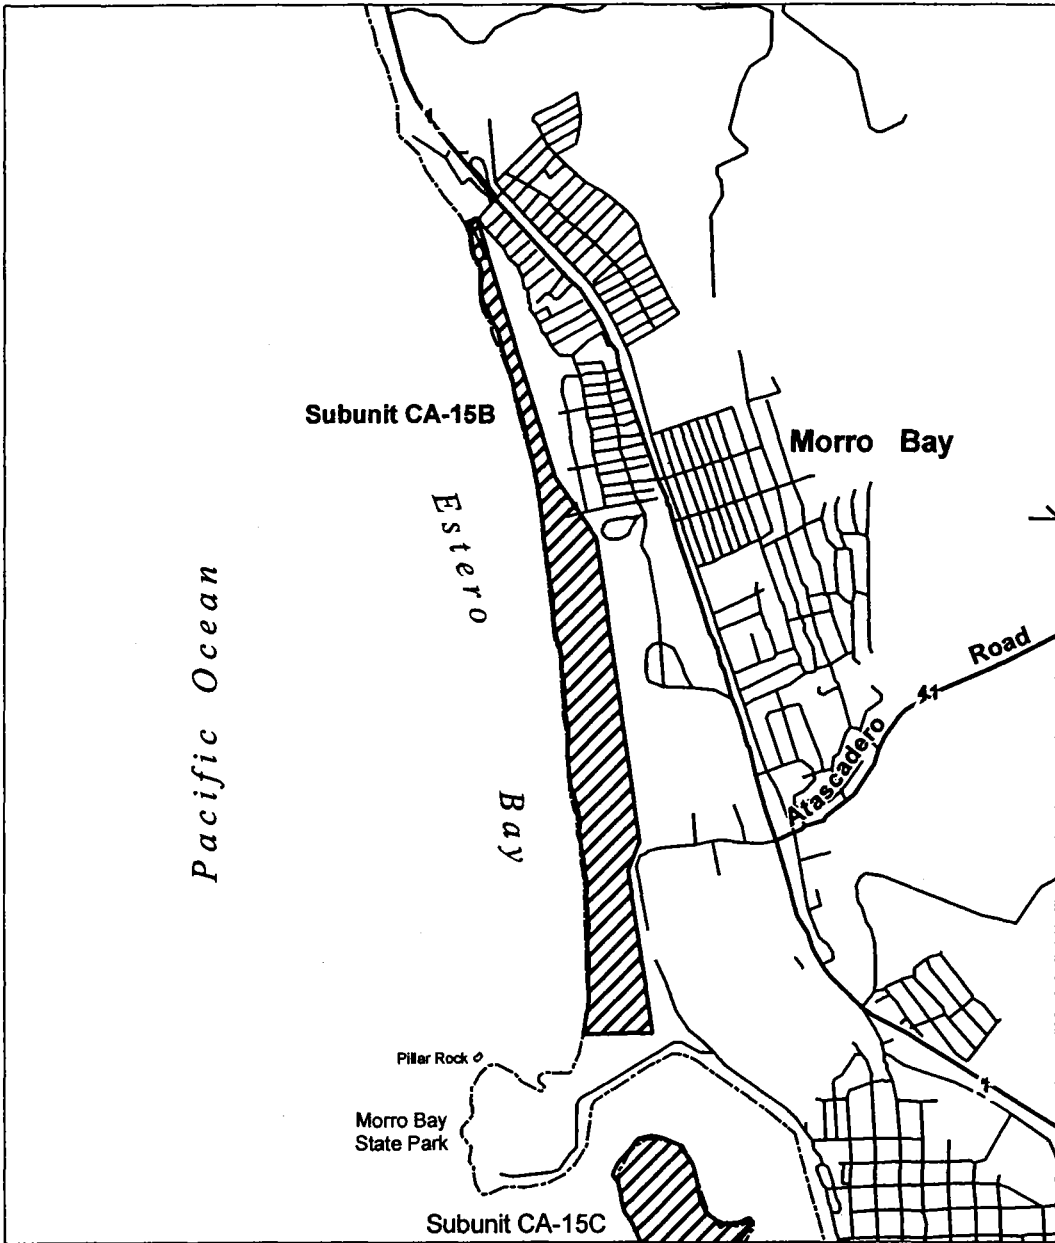 1
Subunit CA-15B
Morro Bay
Estero
Bay
Pacific Ocean
Road
41
Atascadero
Pillar Rock
1
Morro Bay
State Park
Subunit CA-15C